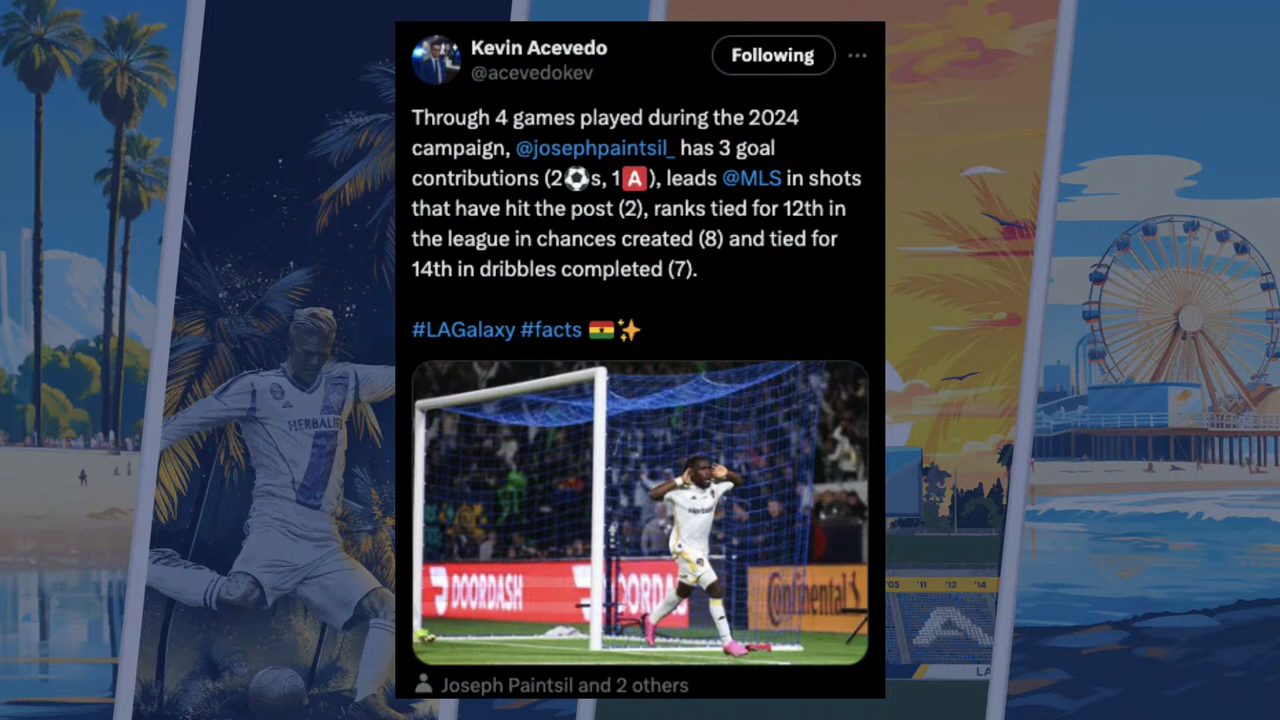 Kevin Acevedo
@acevedokev
Following
Through 4 games played during the 2024
campaign, @josephpaintsil_ has 3 goal
contributions (2⚽s, 1🅰), leads @MLS in shots
that have hit the post (2), ranks tied for 12th in
the league in chances created (8) and tied for
14th in dribbles completed (7).
#LAGalaxy #facts 🇬🇭✨
HERBALIFE
Herbalife
DOORDASH
DOORDASH
Continental
'05 '11 '12 '14
LA
Joseph Paintsil and 2 others